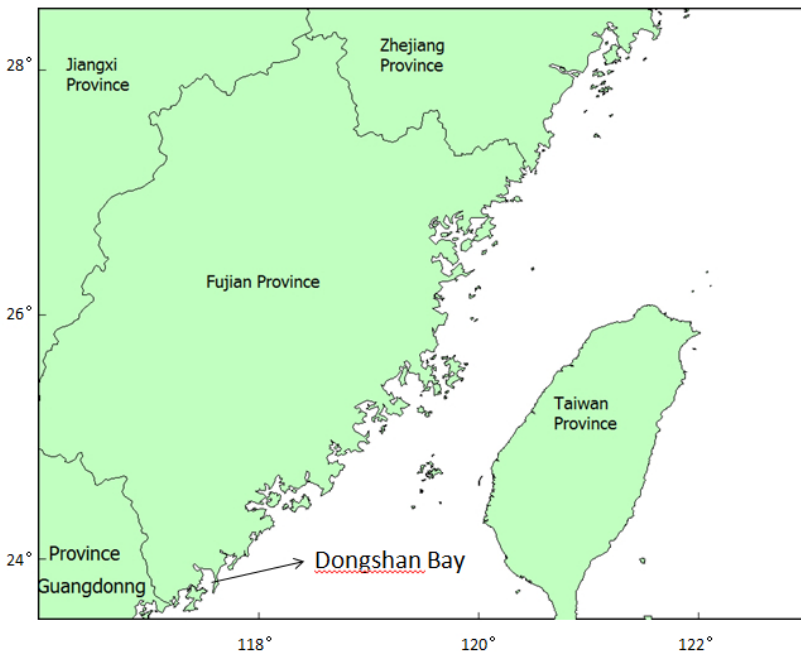 Zhejiang
Province
Jiangxi
Province
28°
Fujian Province
26°
Taiwan
Province
Province
Guangdonng
24°
Dongshan Bay
118°
120°
122°